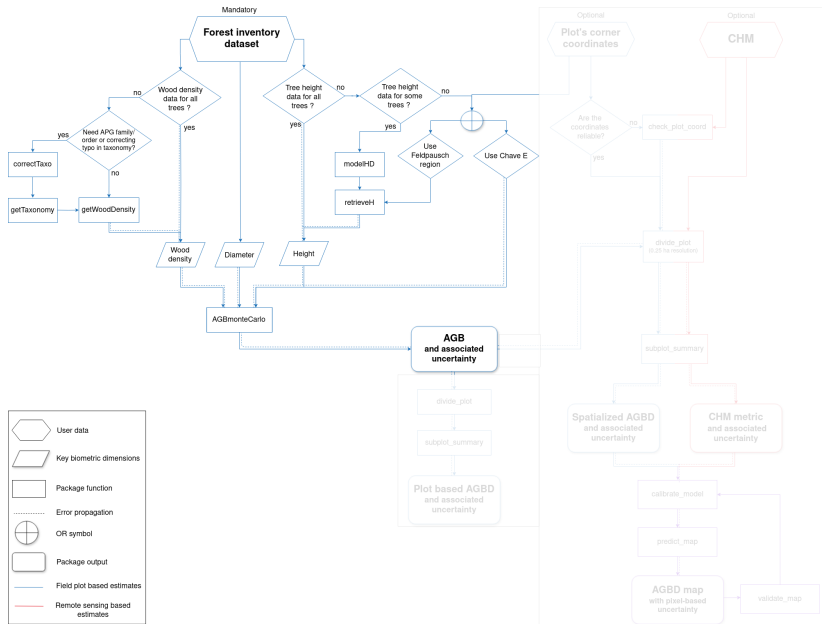 Mandatory
Forest inventory
dataset
Optional
Plot's corner
coordinates
Optional
CHM
Wood density
data for all
trees ?
no
yes
Tree height
data for all
trees ?
no
yes
Tree height
data for some
trees ?
no
yes
Need APG family/
order or correcting
typo in taxonomy?
yes
no
correctTaxo
getTaxonomy
getWoodDensity
modelHD
retrieveH
Use
Feldpausch
region
Use Chave E
Are the
coordinates
reliable?
no
yes
check_plot_coord
Wood
density
Diameter
Height
AGBmonteCarlo
divide_plot
(0.25 ha resolution)
AGB
and associated
uncertainty
subplot_summary
divide_plot
subplot_summary
Plot based AGBD
and associated
uncertainty
Spatialized AGBD
and associated
uncertainty
CHM metric
and associated
uncertainty
calibrate_model
predict_map
AGBD map
with pixel-based
uncertainty
validate_map
User data
Key biometric dimensions
Package function
Error propagation
OR symbol
Package output
Field plot based estimates
Remote sensing based
estimates